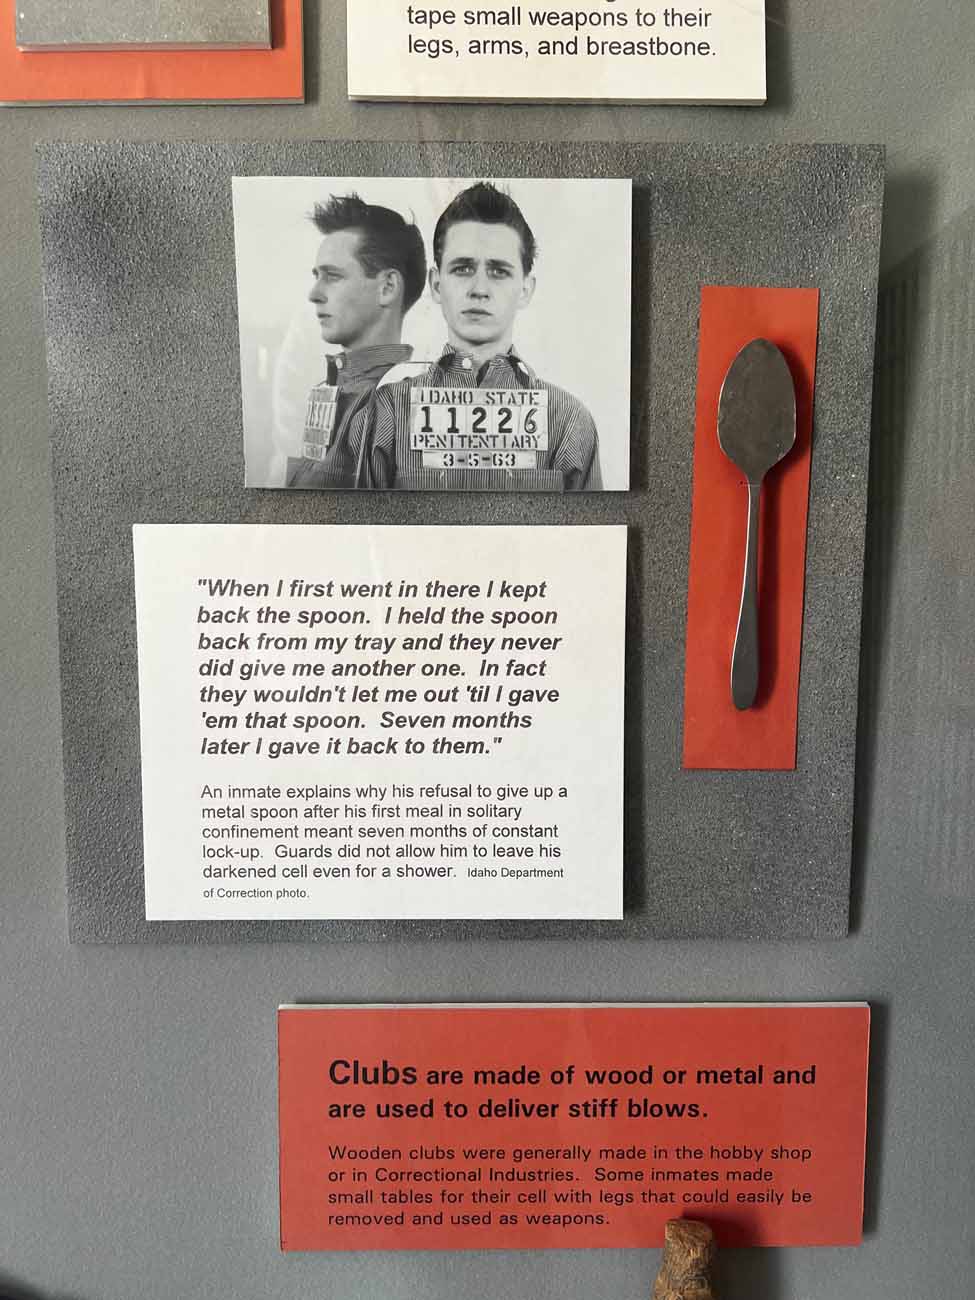 tape small weapons to their
legs, arms, and breastbone.
IDAHO STATE
11226
PENITENTIARY
3-5-63
"When I first went in there I kept
back the spoon. I held the spoon
back from my tray and they never
did give me another one. In fact
they wouldn't let me out 'til I gave
'em that spoon. Seven months
later I gave it back to them."
An inmate explains why his refusal to give up a
metal spoon after his first meal in solitary
confinement meant seven months of constant
lock-up. Guards did not allow him to leave his
darkened cell even for a shower. Idaho Department
of Correction photo.
Clubs are made of wood or metal and
are used to deliver stiff blows.
Wooden clubs were generally made in the hobby shop
or in Correctional Industries. Some inmates made
small tables for their cell with legs that could easily be
removed and used as weapons.